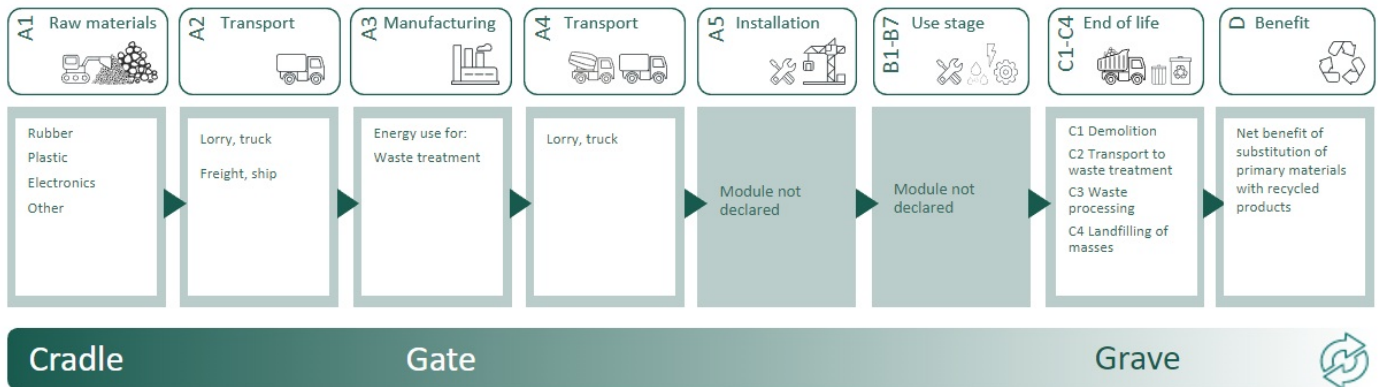 A1 Raw materials
A2 Transport
A3 Manufacturing
A4 Transport
A5 Installation
B1-B7 Use stage
C1-C4 End of life
D Benefit
Rubber
Plastic
Electronics
Other
Lorry, truck
Freight, ship
Energy use for:
Waste treatment
Lorry, truck
Module not
declared
Module not
declared
C1 Demolition
C2 Transport to
waste treatment
C3 Waste
processing
C4 Landfilling of
masses
Net benefit of
substitution of
primary materials
with recycled
products
Cradle
Gate
Grave